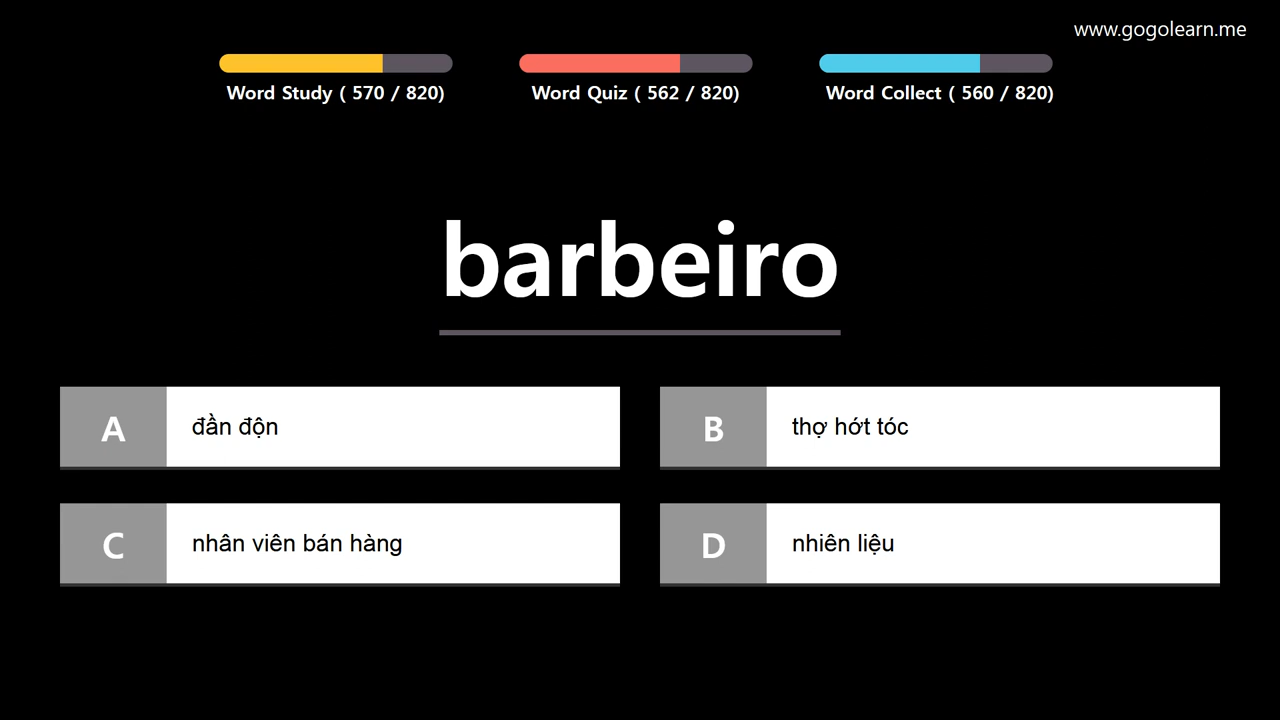 www.gogolearn.me
Word Study ( 570 / 820)
Word Quiz ( 562 / 820)
Word Collect ( 560 / 820)
barbeiro
A đần độn
B thợ hớt tóc
C nhân viên bán hàng
D nhiên liệu